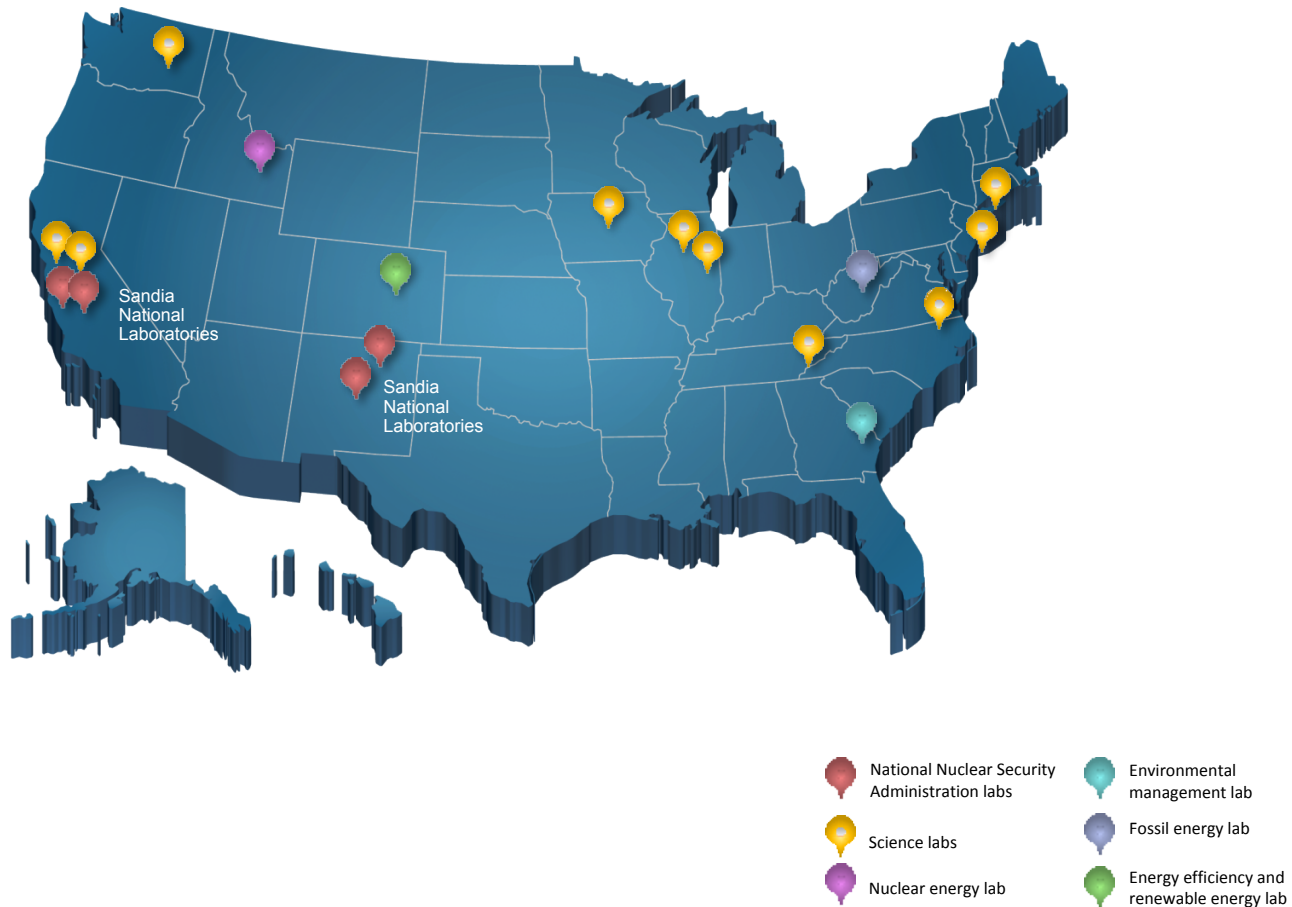 Sandia
National
Laboratories
Sandia
National
Laboratories
National Nuclear Security
Administration labs
Science labs
Nuclear energy lab
Environmental
management lab
Fossil energy lab
Energy efficiency and
renewable energy lab